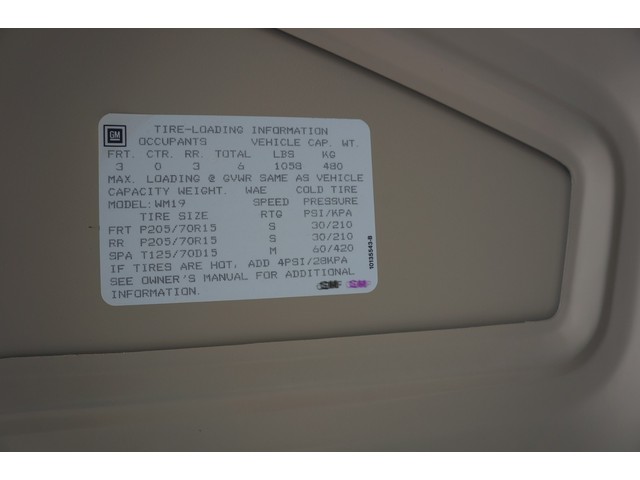 GM
TIRE-LOADING INFORMATION
OCCUPANTS VEHICLE CAP. WT.
FRT. CTR. RR. TOTAL LBS KG
3 0 3 6 1058 480
MAX. LOADING @ GVWR SAME AS VEHICLE
CAPACITY WEIGHT. WAE COLD TIRE
MODEL: WM19 SPEED PRESSURE
TIRE SIZE RTG PSI/KPA
FRT P205/70R15 S 30/210
RR P205/70R15 S 30/210
SPA T125/70D15 M 60/420
IF TIRES ARE HOT, ADD 4PSI/28KPA
SEE OWNER'S MANUAL FOR ADDITIONAL
INFORMATION.
10135543-B